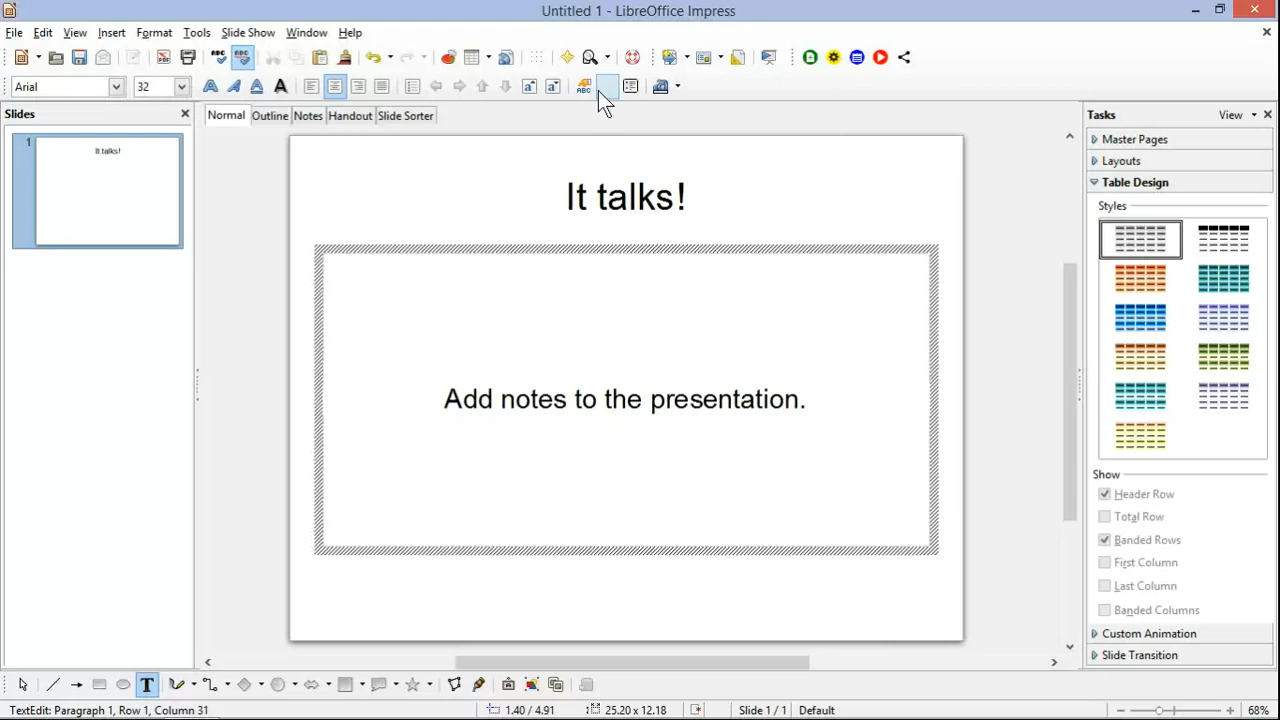 Untitled 1 - LibreOffice Impress
File Edit View Insert Format Tools Slide Show Window Help
Arial 32
Slides
Normal Outline Notes Handout Slide Sorter
Tasks View
1
It talks!
It talks!
Add notes to the presentation.
Master Pages
Layouts
Table Design
Styles
Show
Header Row
Total Row
Banded Rows
First Column
Last Column
Banded Columns
Custom Animation
Slide Transition
TextEdit: Paragraph 1, Row 1, Column 31 1.40 / 4.91 25.20 x 12.18 Slide 1 / 1 Default 68%